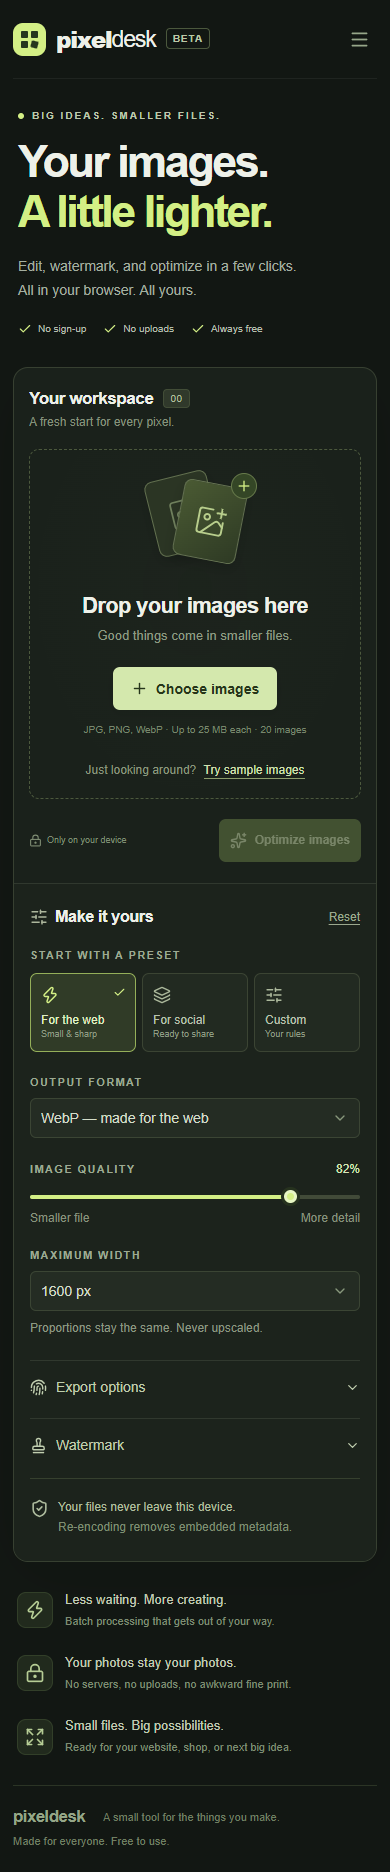 pixeldesk BETA
BIG IDEAS. SMALLER FILES.
Your images.
A little lighter.
Edit, watermark, and optimize in a few clicks.
All in your browser. All yours.
No sign-up No uploads Always free
Your workspace 00
A fresh start for every pixel.
Drop your images here
Good things come in smaller files.
Choose images
JPG, PNG, WebP · Up to 25 MB each · 20 images
Just looking around? Try sample images
Only on your device Optimize images
Make it yours Reset
START WITH A PRESET
For the web For social Custom
Small & sharp Ready to share Your rules
OUTPUT FORMAT
WebP — made for the web
IMAGE QUALITY 82%
Smaller file More detail
MAXIMUM WIDTH
1600 px
Proportions stay the same. Never upscaled.
Export options
Watermark
Your files never leave this device.
Re-encoding removes embedded metadata.
Less waiting. More creating.
Batch processing that gets out of your way.
Your photos stay your photos.
No servers, no uploads, no awkward fine print.
Small files. Big possibilities.
Ready for your website, shop, or next big idea.
pixeldesk A small tool for the things you make.
Made for everyone. Free to use.